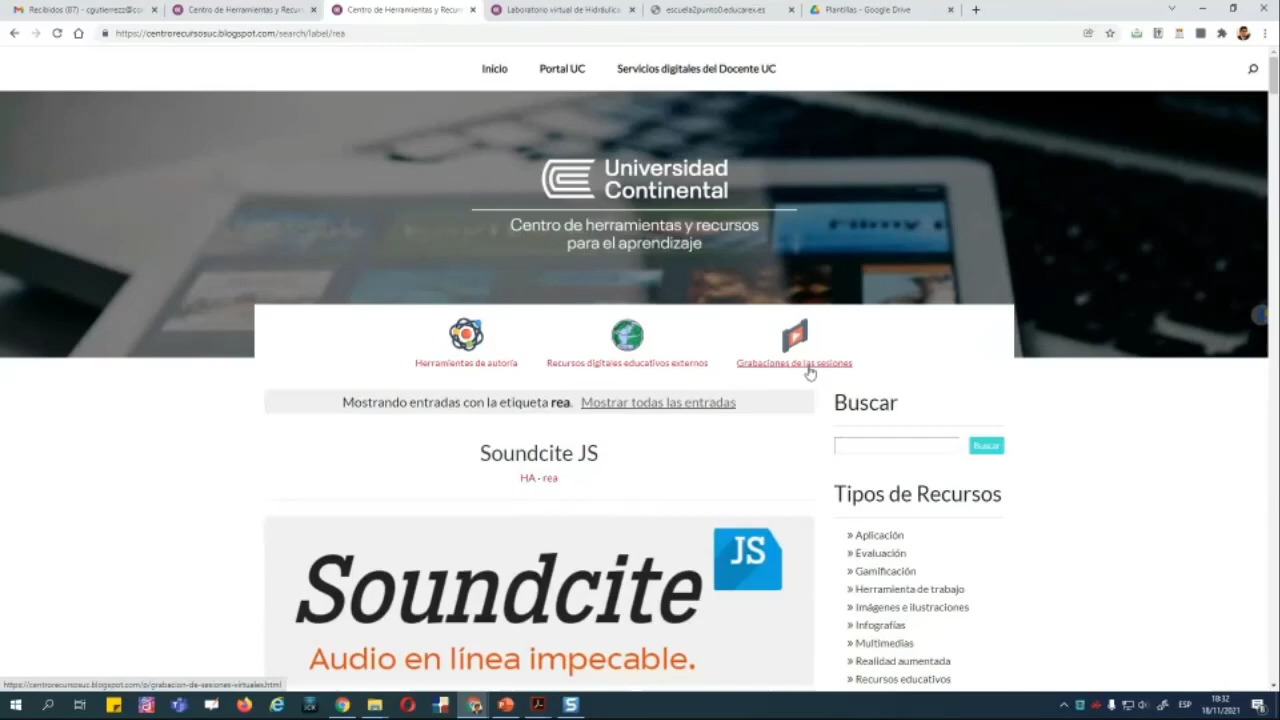 Recibidos (87) - cgutierrezz@co
Centro de Herramientas y Recurs
Centro de Herramientas y Recurs
Laboratorio virtual de Hidráulica
escuela2punto0.educarex.es
Plantillas - Google Drive
https://centrorecursosuc.blogspot.com/search/label/rea
Inicio
Portal UC
Servicios digitales del Docente UC
Universidad
Continental
Centro de herramientas y recursos
para el aprendizaje
Herramientas de autoría
Recursos digitales educativos externos
Grabaciones de las sesiones
Mostrando entradas con la etiqueta rea. Mostrar todas las entradas
Buscar
Buscar
Soundcite JS
HA - rea
Tipos de Recursos
» Aplicación
» Evaluación
» Gamificación
» Herramienta de trabajo
» Imágenes e ilustraciones
» Infografías
» Multimedias
» Realidad aumentada
» Recursos educativos
JS
Soundcite
Audio en línea impecable.
https://centrorecursosuc.blogspot.com/p/grabacion-de-sesiones-virtuales.html
ESP
18:32
18/11/2021